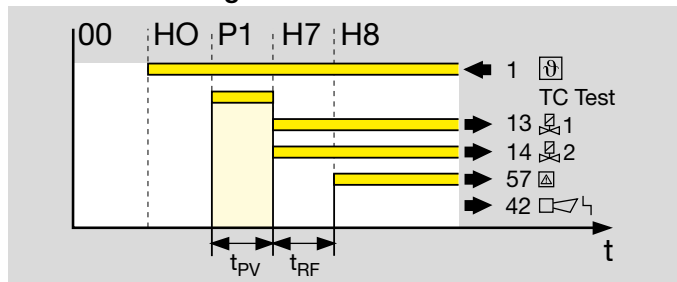 00 HO P1 H7 H8
1 ϑ
TC Test
13 1
14 2
57
42
t
tPV tRF